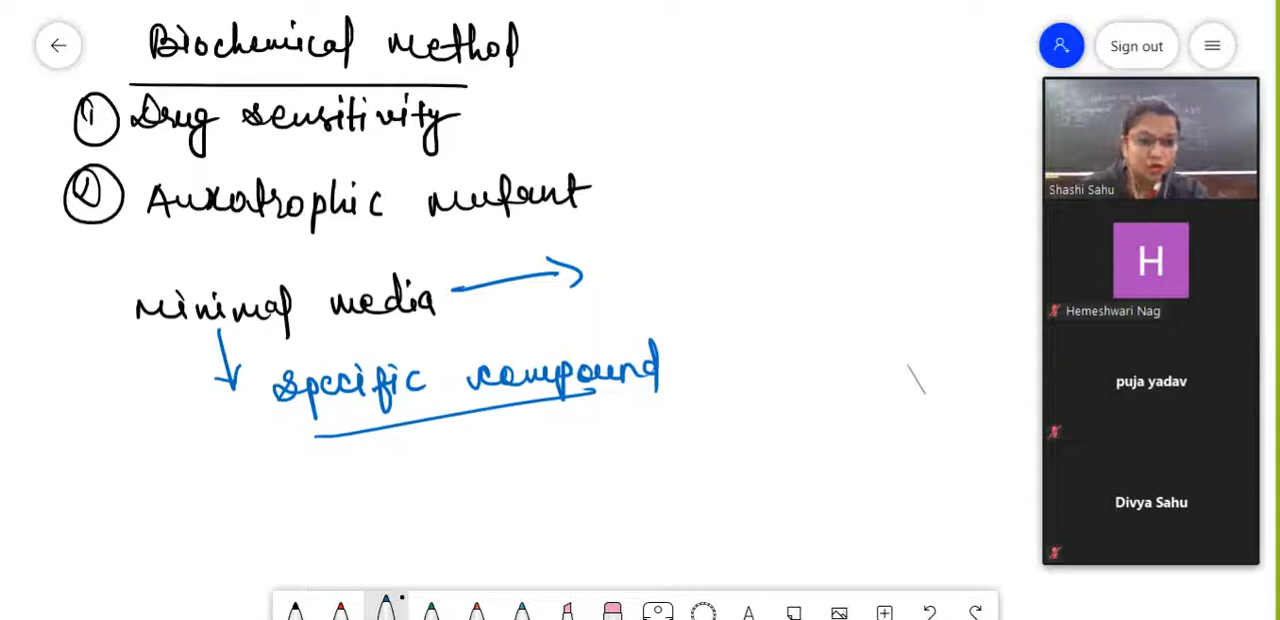 Biochemical Method
Sign out
① Drug sensitivity
② Auxotrophic mutant
Minimal media
specific compound
Shashi Sahu
H
Hemeshwari Nag
puja yadav
Divya Sahu
A